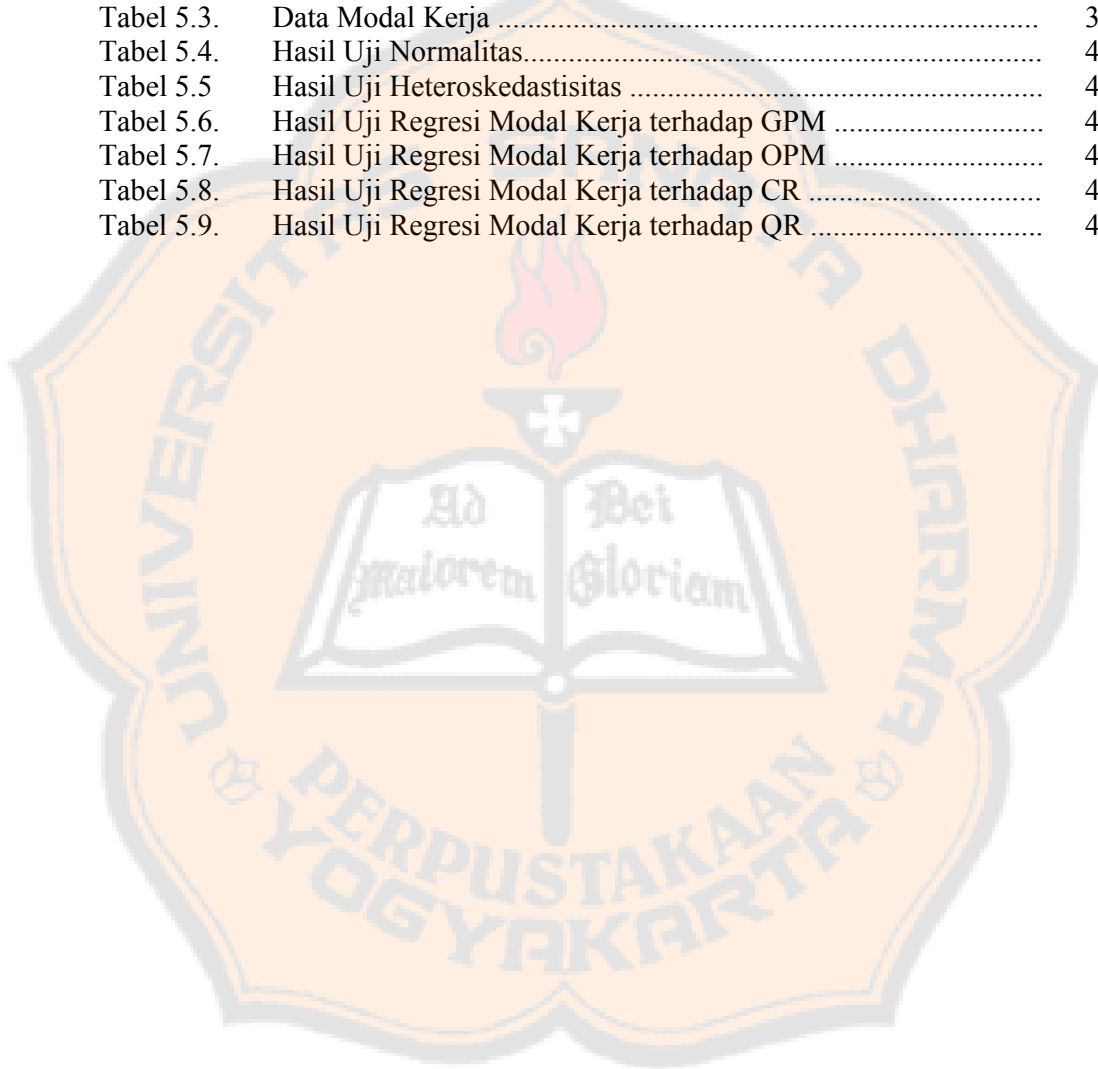 Tabel 5.3. Data Modal Kerja ........................................................................... 3
Tabel 5.4. Hasil Uji Normalitas........................................................................ 4
Tabel 5.5 Hasil Uji Heteroskedastisitas .......................................................... 4
Tabel 5.6. Hasil Uji Regresi Modal Kerja terhadap GPM ............................. 4
Tabel 5.7. Hasil Uji Regresi Modal Kerja terhadap OPM ............................. 4
Tabel 5.8. Hasil Uji Regresi Modal Kerja terhadap CR ................................ 4
Tabel 5.9. Hasil Uji Regresi Modal Kerja terhadap QR ................................ 4
UNIVERSITAS SANATA DHARMA
Ad Dei
maiorem Gloriam
PERPUSTAKAAN
YOGYAKARTA